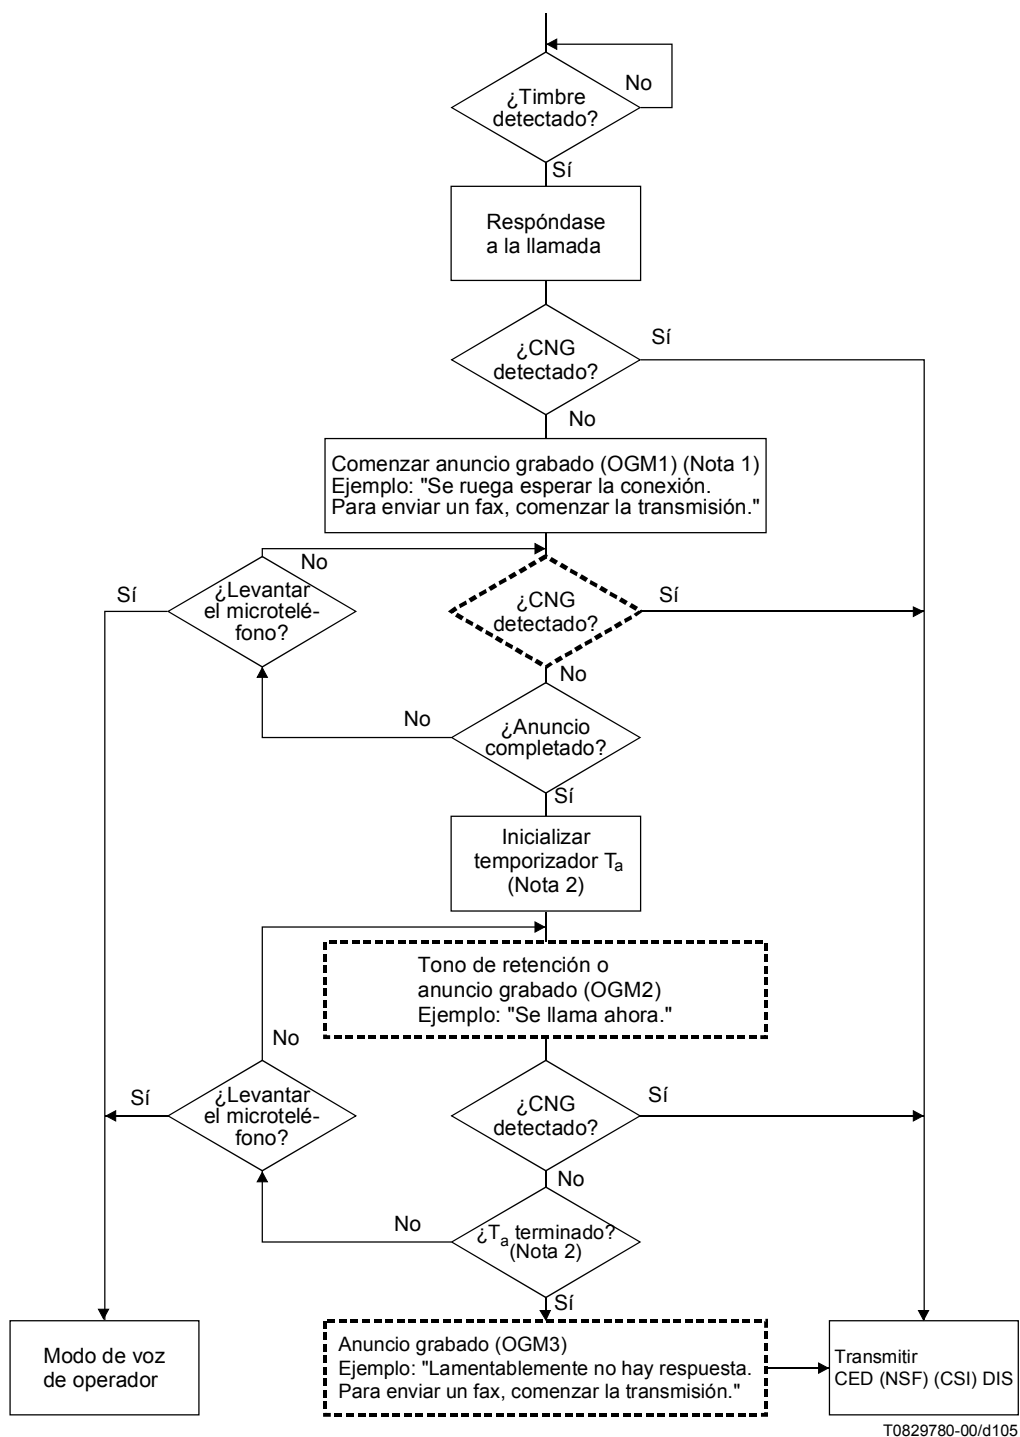 No
¿Timbre
detectado?
Sí
Respóndase
a la llamada
¿CNG
detectado?
Sí
No
Comenzar anuncio grabado (OGM1) (Nota 1)
Ejemplo: "Se ruega esperar la conexión.
Para enviar un fax, comenzar la transmisión."
No
Sí
¿Levantar
el microtelé-
fono?
¿CNG
detectado?
Sí
No
No
¿Anuncio
completado?
Sí
Inicializar
temporizador Ta
(Nota 2)
Tono de retención o
anuncio grabado (OGM2)
Ejemplo: "Se llama ahora."
No
Sí
¿Levantar
el microtelé-
fono?
¿CNG
detectado?
Sí
No
No
¿Ta terminado?
(Nota 2)
Sí
Modo de voz
de operador
Anuncio grabado (OGM3)
Ejemplo: "Lamentablemente no hay respuesta.
Para enviar un fax, comenzar la transmisión."
Transmitir
CED (NSF) (CSI) DIS
T0829780-00/d105